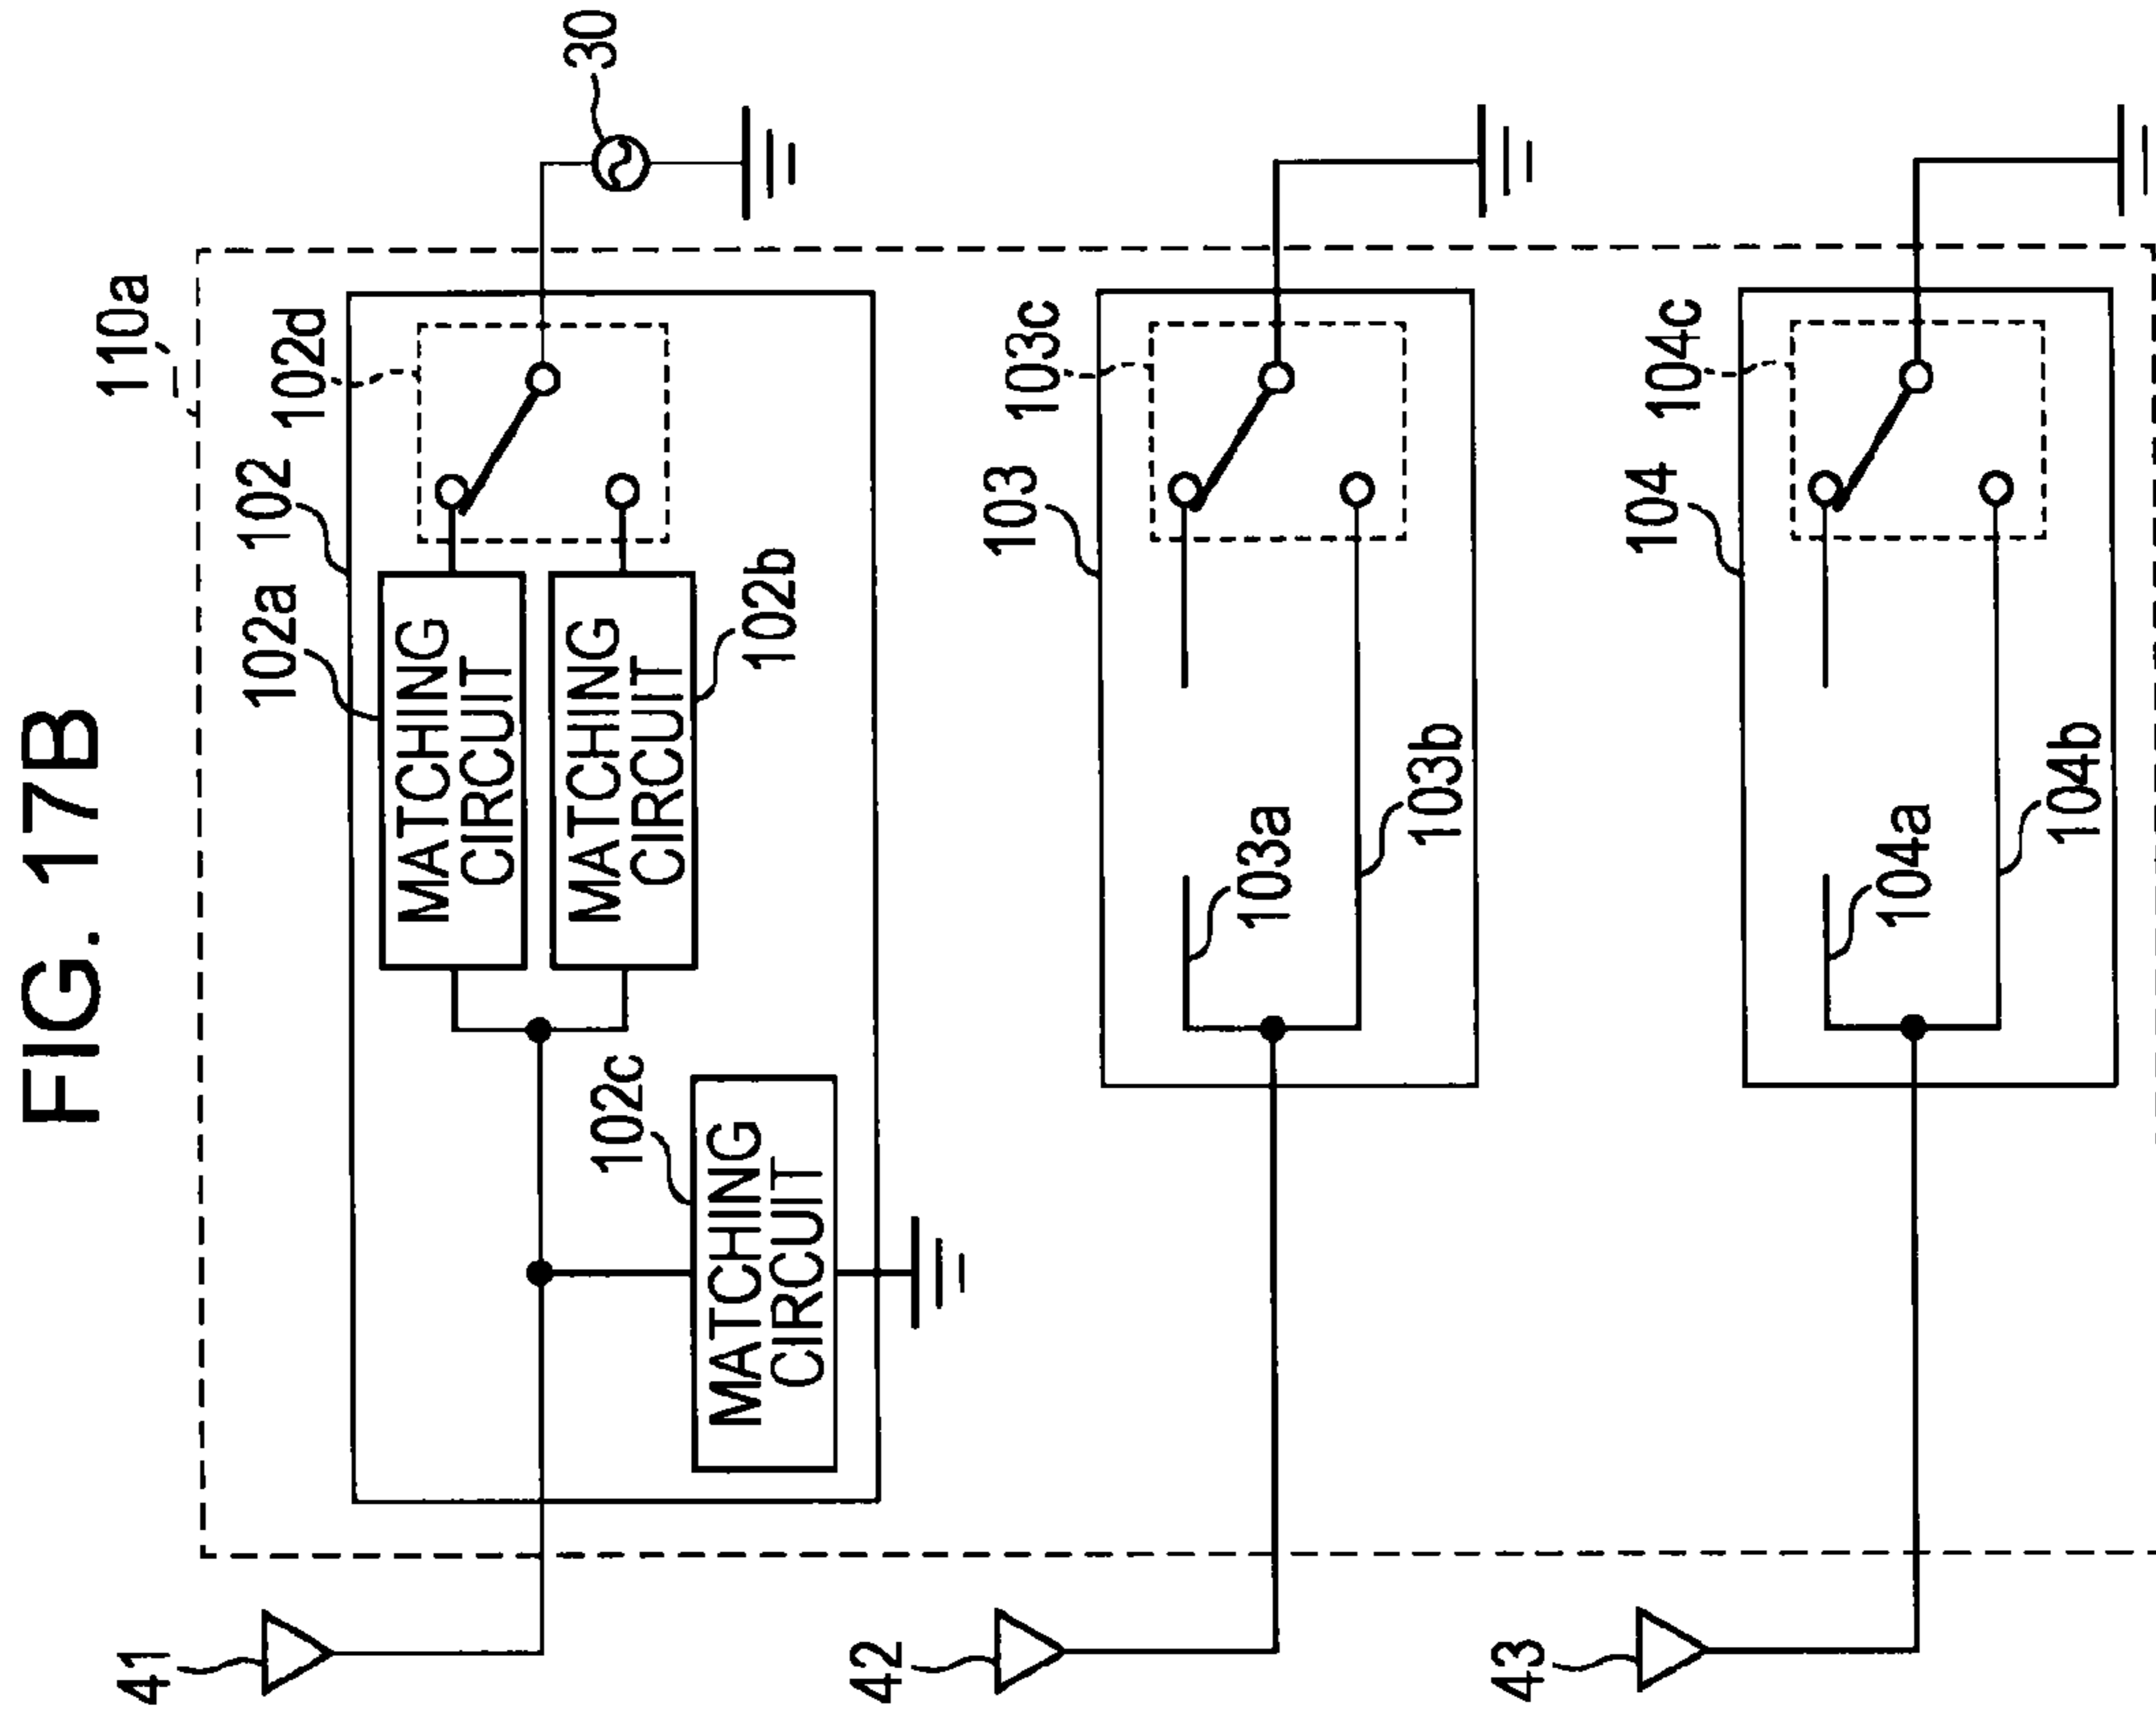 FIG. 17B
110a
30
102
102d
102a
MATCHING
CIRCUIT
MATCHING
CIRCUIT
102b
102c
MATCHING
CIRCUIT
41
103
103c
103a
103b
42
104
104c
104a
104b
43